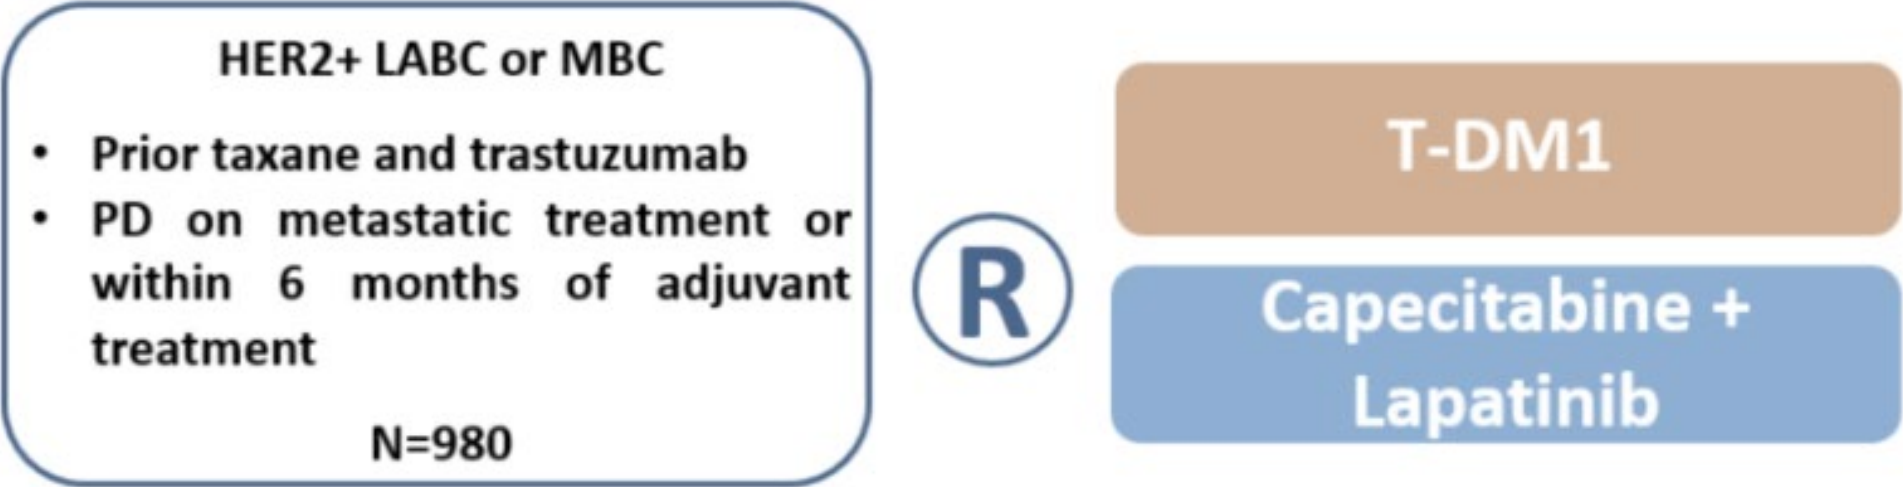 HER2+ LABC or MBC
• Prior taxane and trastuzumab
• PD on metastatic treatment or
within 6 months of adjuvant
treatment
N=980
R
T-DM1
Capecitabine +
Lapatinib